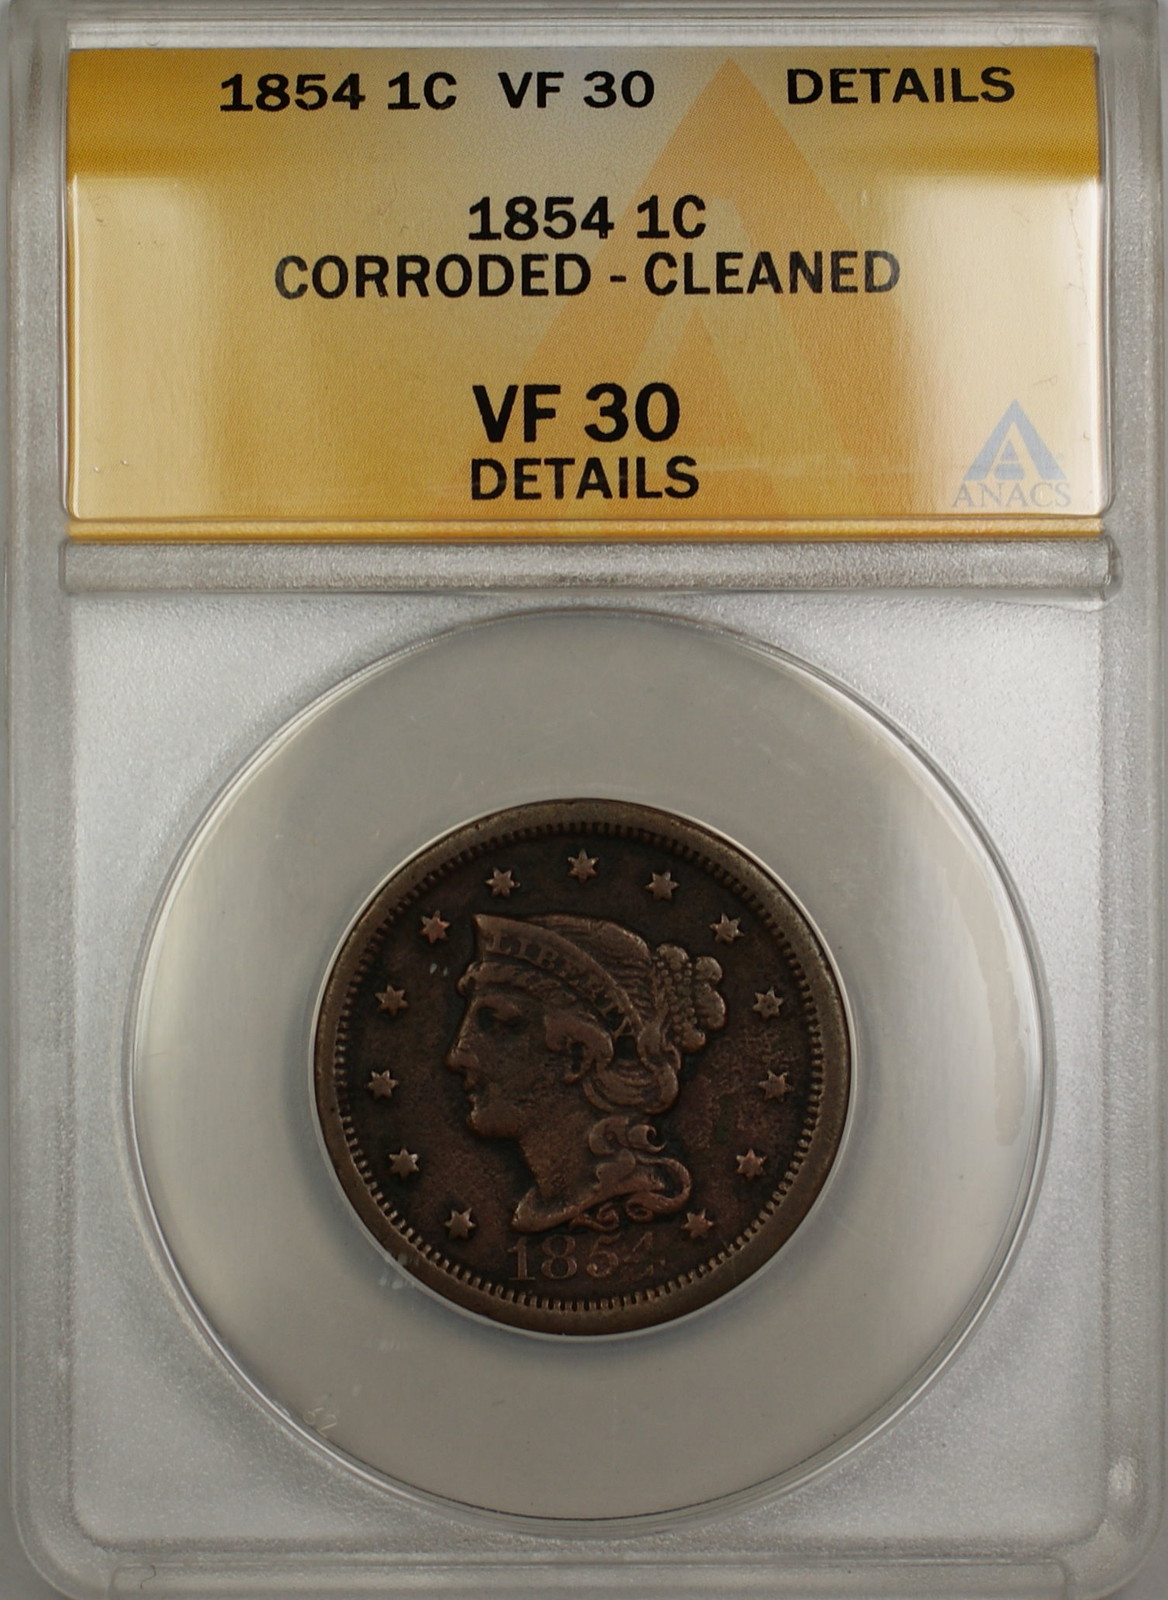 1854 1C VF 30 DETAILS
1854 1C
CORRODED - CLEANED
VF 30
DETAILS
ANACS
LIBERTY
1854